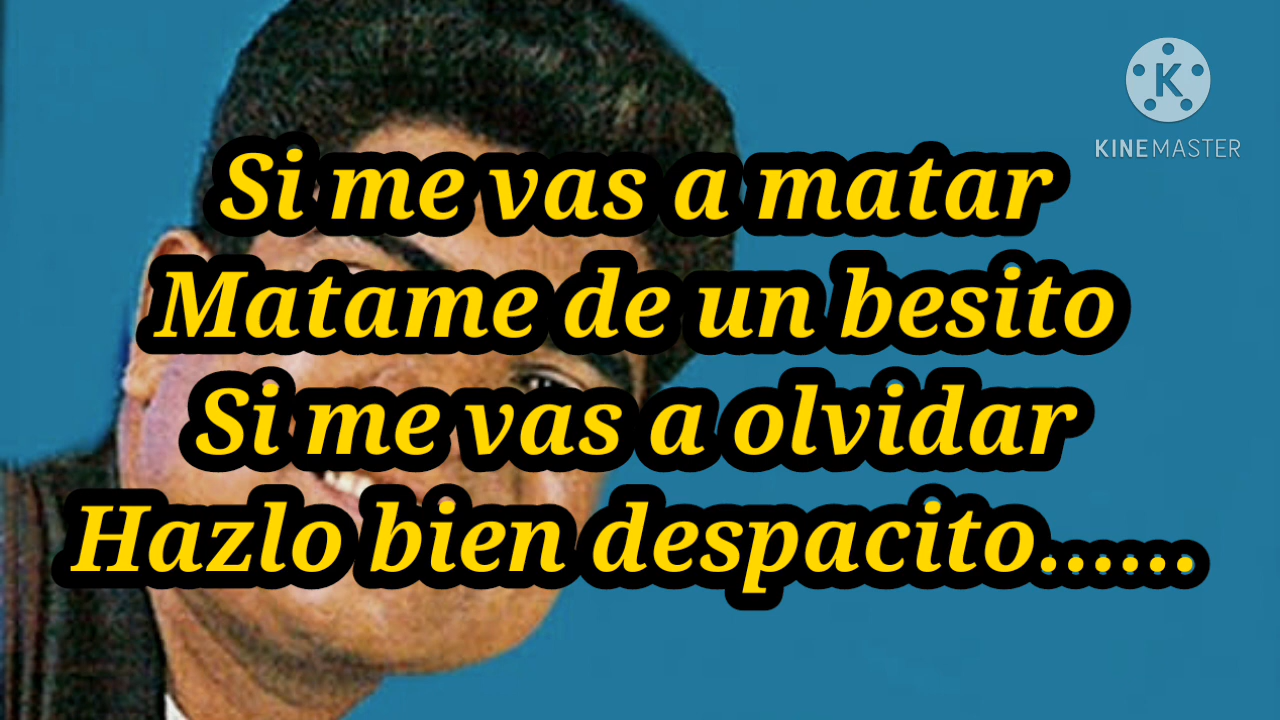 KINEMASTER
Si me vas a matar
Matame de un besito
Si me vas a olvidar
Hazlo bien despacito......